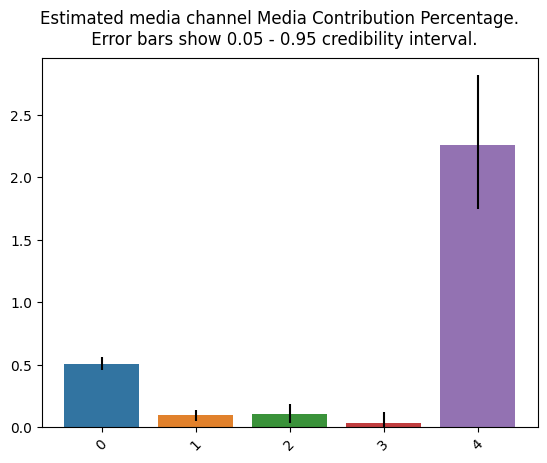 Estimated media channel Media Contribution Percentage.
Error bars show 0.05 - 0.95 credibility interval.
2.5
2.0
1.5
1.0
0.5
0.0
0 1 2 3 4